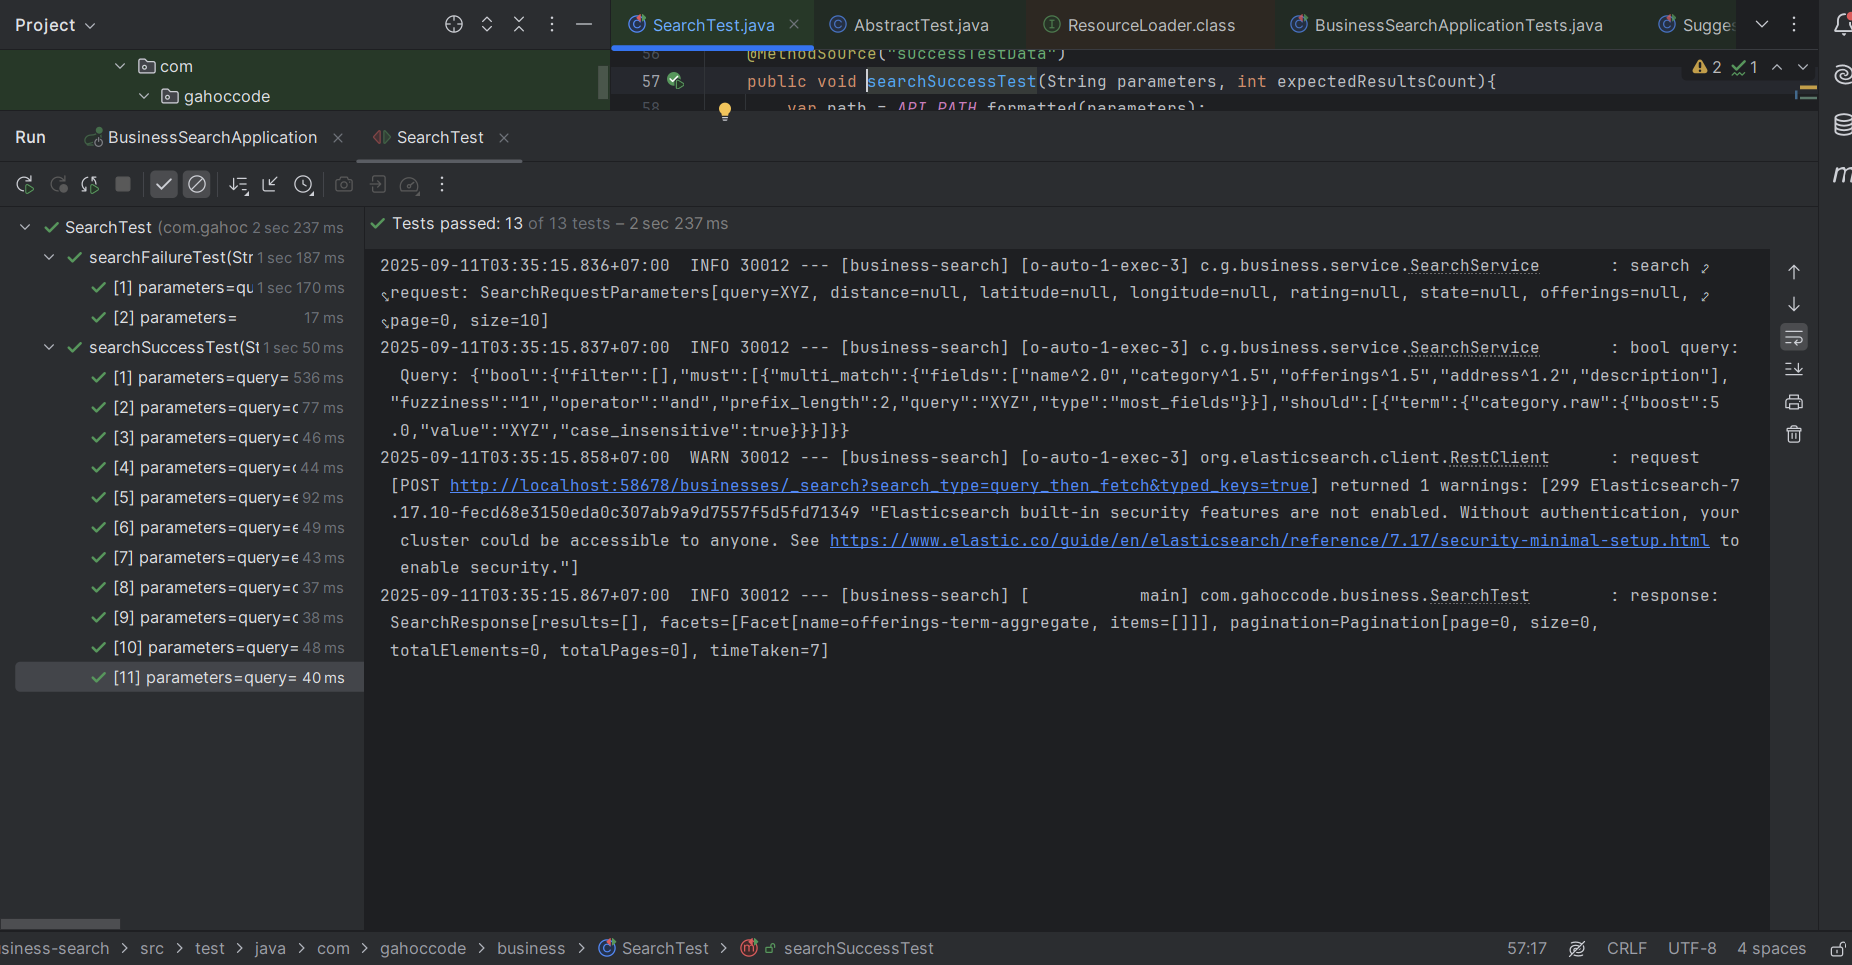 Project
SearchTest.java
AbstractTest.java
ResourceLoader.class
BusinessSearchApplicationTests.java
Sugge
com
gahoccode
56 @MethodSource("successTestData")
57 public void searchSuccessTest(String parameters, int expectedResultsCount){
2 1
58 var path = API_PATH.formatted(parameters);
Run BusinessSearchApplication SearchTest
SearchTest (com.gahoc 2 sec 237 ms
searchFailureTest(Str 1 sec 187 ms
[1] parameters=qu 1 sec 170 ms
[2] parameters= 17 ms
searchSuccessTest(St 1 sec 50 ms
[1] parameters=query= 536 ms
[2] parameters=query=c 77 ms
[3] parameters=query=c 46 ms
[4] parameters=query=c 44 ms
[5] parameters=query=e 92 ms
[6] parameters=query=e 49 ms
[7] parameters=query=e 43 ms
[8] parameters=query=c 37 ms
[9] parameters=query=c 38 ms
[10] parameters=query= 48 ms
[11] parameters=query= 40 ms
Tests passed: 13 of 13 tests – 2 sec 237 ms
2025-09-11T03:35:15.836+07:00  INFO 30012 --- [business-search] [o-auto-1-exec-3] c.g.business.service.SearchService       : search
request: SearchRequestParameters[query=XYZ, distance=null, latitude=null, longitude=null, rating=null, state=null, offerings=null,
page=0, size=10]
2025-09-11T03:35:15.837+07:00  INFO 30012 --- [business-search] [o-auto-1-exec-3] c.g.business.service.SearchService       : bool query:
Query: {"bool":{"filter":[],"must":[{"multi_match":{"fields":["name^2.0","category^1.5","offerings^1.5","address^1.2","description"],
"fuzziness":"1","operator":"and","prefix_length":2,"query":"XYZ","type":"most_fields"}}],"should":[{"term":{"category.raw":{"boost":5
.0,"value":"XYZ","case_insensitive":true}}}]}}
2025-09-11T03:35:15.858+07:00  WARN 30012 --- [business-search] [o-auto-1-exec-3] org.elasticsearch.client.RestClient      : request
[POST http://localhost:58678/businesses/_search?search_type=query_then_fetch&typed_keys=true] returned 1 warnings: [299 Elasticsearch-7
.17.10-fecd68e3150eda0c307ab9a9d7557f5d5fd71349 "Elasticsearch built-in security features are not enabled. Without authentication, your
cluster could be accessible to anyone. See https://www.elastic.co/guide/en/elasticsearch/reference/7.17/security-minimal-setup.html to
enable security."]
2025-09-11T03:35:15.867+07:00  INFO 30012 --- [business-search] [           main] com.gahoccode.business.SearchTest        : response:
SearchResponse[results=[], facets=[Facet[name=offerings-term-aggregate, items=[]]], pagination=Pagination[page=0, size=0,
totalElements=0, totalPages=0], timeTaken=7]
siness-search > src > test > java > com > gahoccode > business > SearchTest > searchSuccessTest
57:17 CRLF UTF-8 4 spaces